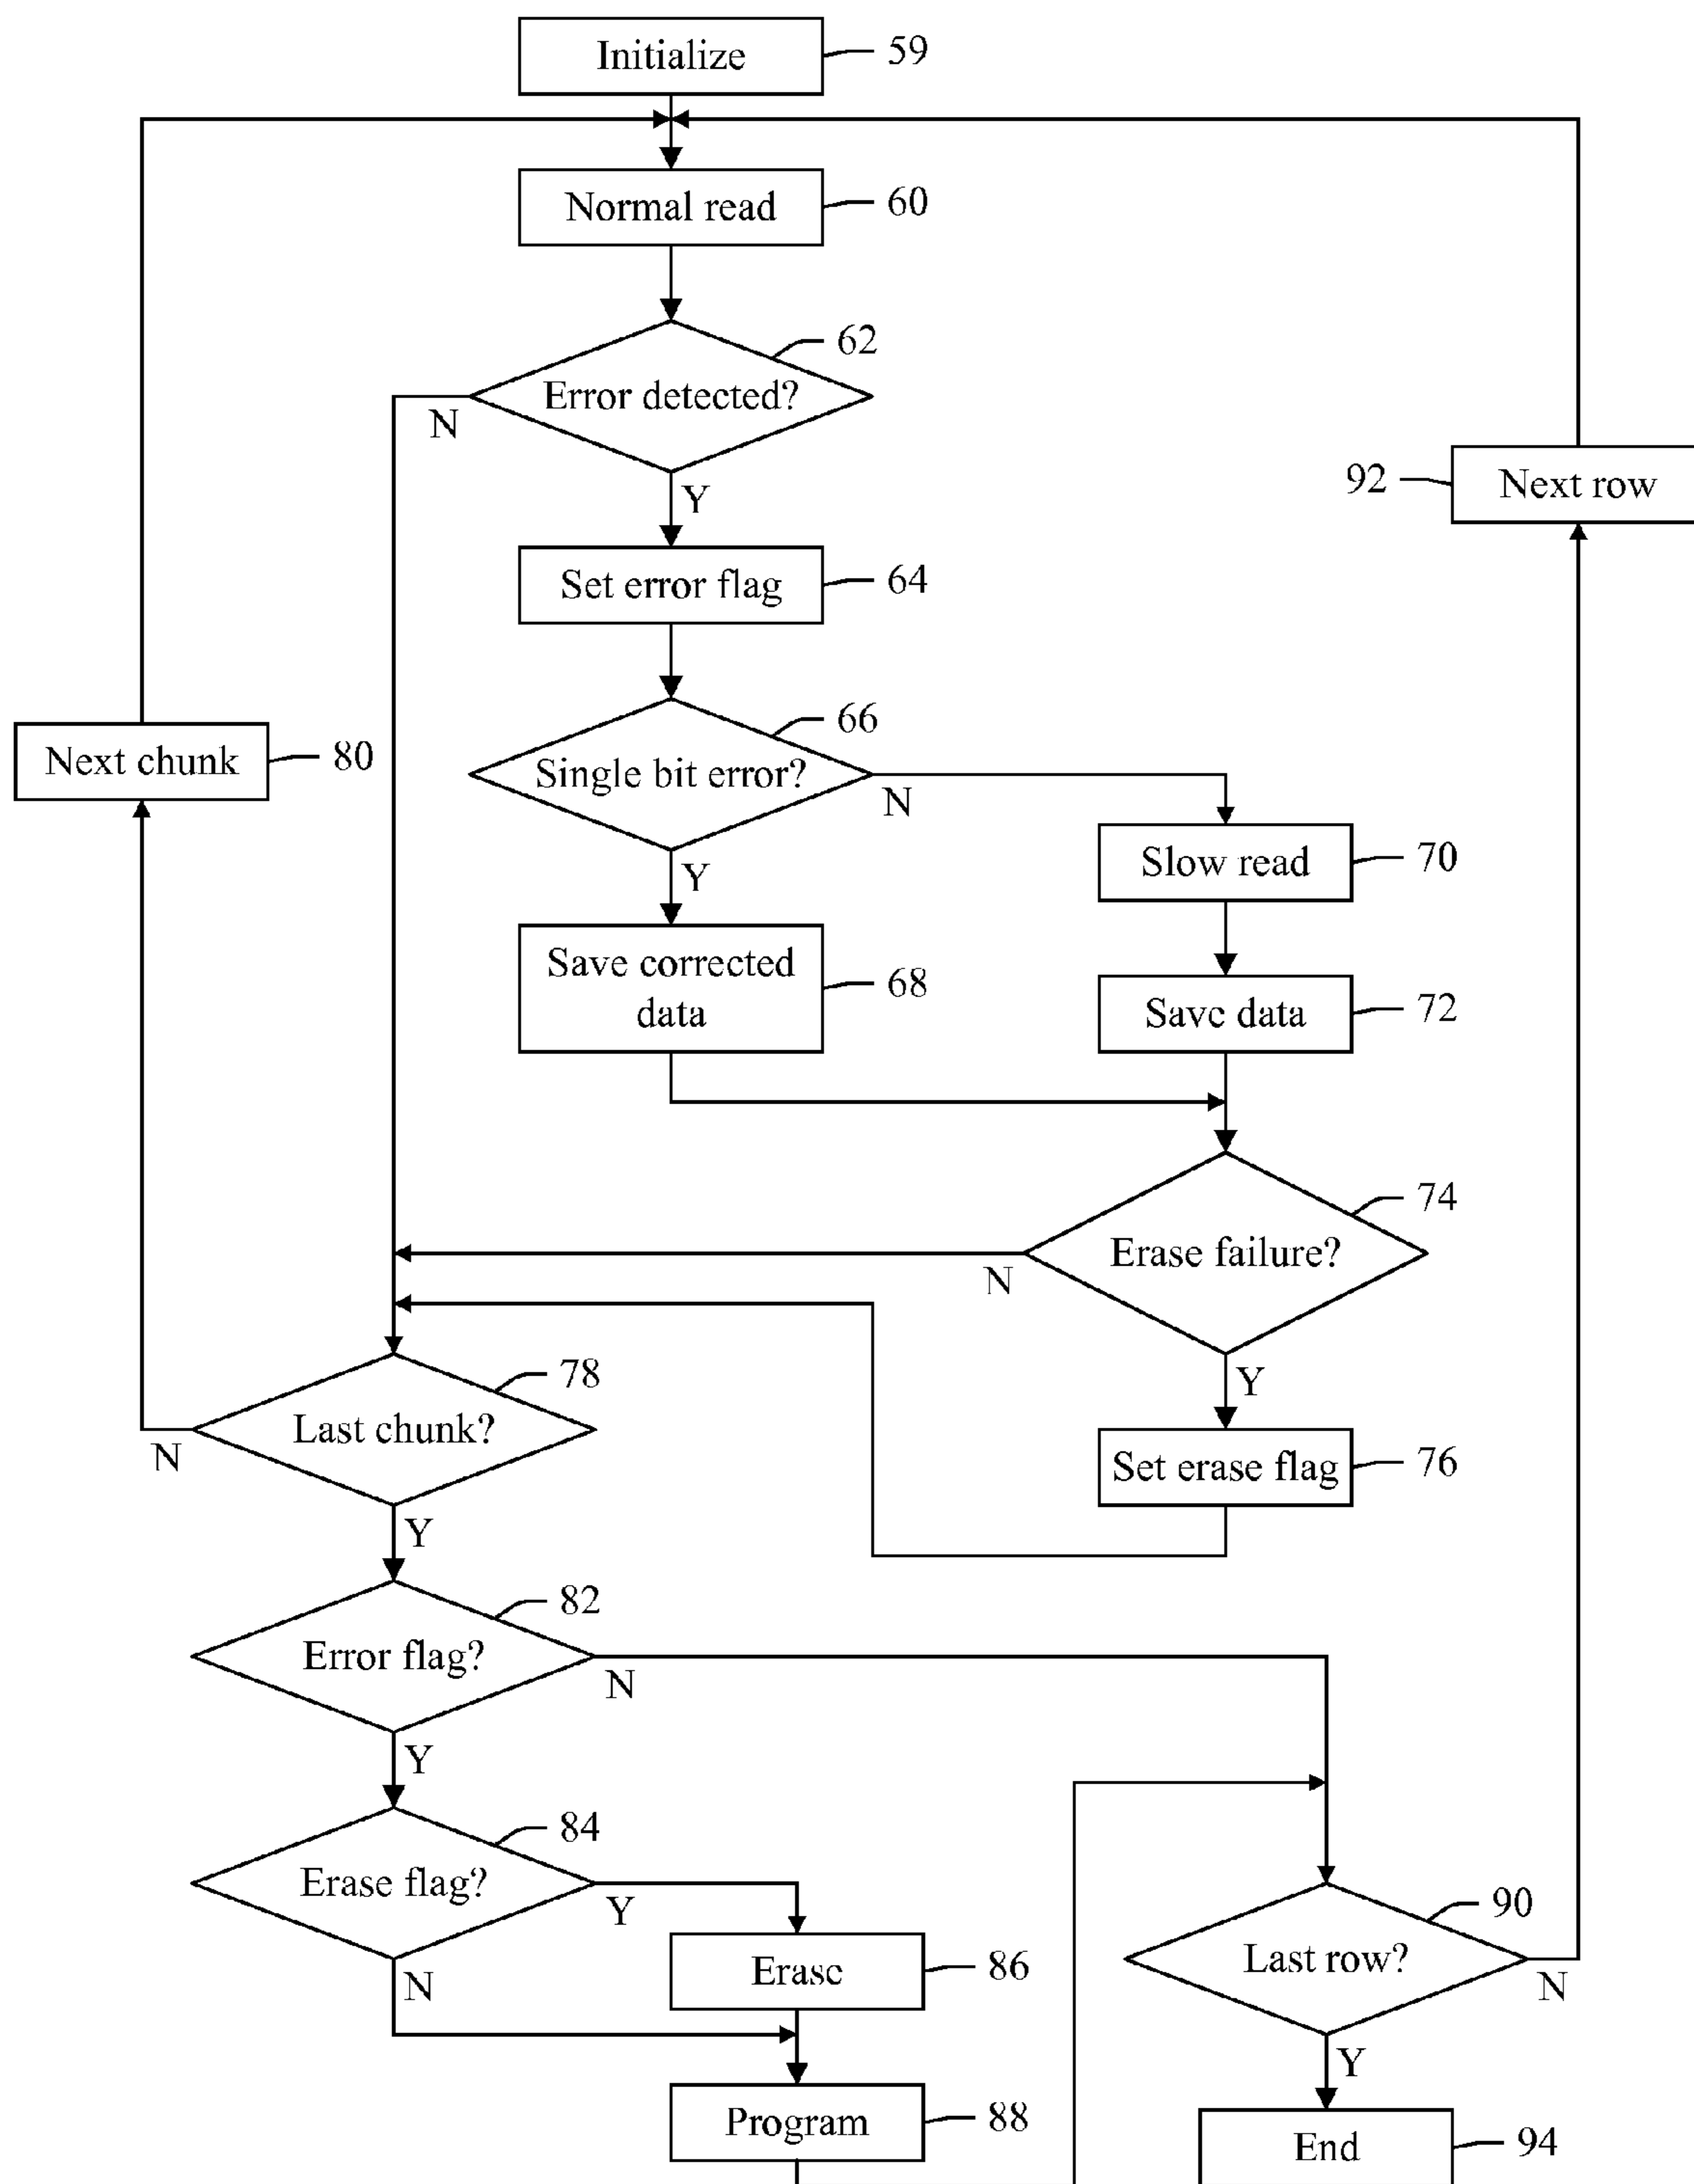 Initialize
59
Normal read
60
62
Error detected?
N
Y
92
Next row
Set error flag
64
66
Single bit error?
N
Y
Next chunk
80
Slow read
70
Save corrected
data
68
Save data
72
74
Erase failure?
N
Y
78
Last chunk?
N
Y
Set erase flag
76
82
Error flag?
N
Y
84
Erase flag?
Y
N
Erase
86
90
Last row?
N
Y
Program
88
End
94